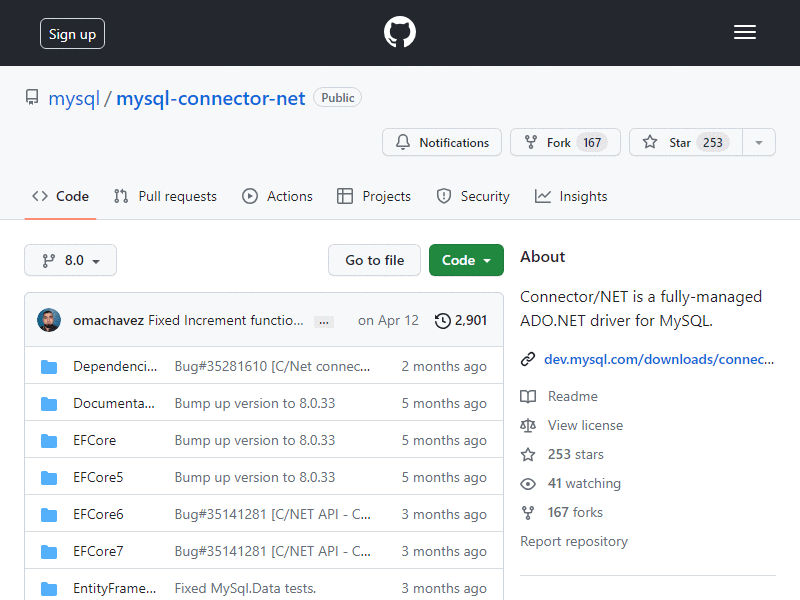 Sign up
mysql / mysql-connector-net Public
Notifications Fork 167 Star 253
Code Pull requests Actions Projects Security Insights
8.0 Go to file Code
omachavez Fixed Increment functio... ... on Apr 12 2,901
Dependenci... Bug#35281610 [C/Net connec... 2 months ago
Documenta... Bump up version to 8.0.33 5 months ago
EFCore Bump up version to 8.0.33 5 months ago
EFCore5 Bump up version to 8.0.33 5 months ago
EFCore6 Bug#35141281 [C/NET API - C... 3 months ago
EFCore7 Bug#35141281 [C/NET API - C... 3 months ago
EntityFrame... Fixed MySql.Data tests. 3 months ago
About
Connector/NET is a fully-managed
ADO.NET driver for MySQL.
dev.mysql.com/downloads/connec...
Readme
View license
253 stars
41 watching
167 forks
Report repository